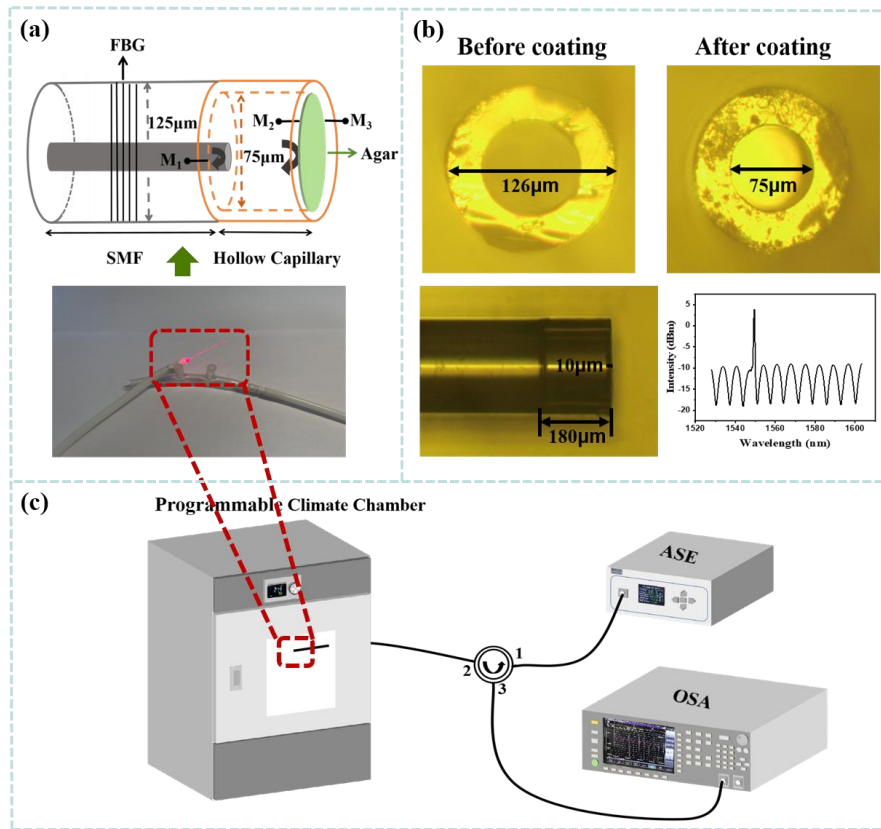 (a)
FBG
125μm
M₁
75μm
M₂
M₃
Agar
SMF
Hollow Capillary
(b)
Before coating
After coating
126μm
75μm
10μm
180μm
Intensity (dBm)
5
0
-5
-10
-15
-20
1520
1540
1560
1580
1600
Wavelength (nm)
(c)
Programmable Climate Chamber
ASE
1
2
3
OSA